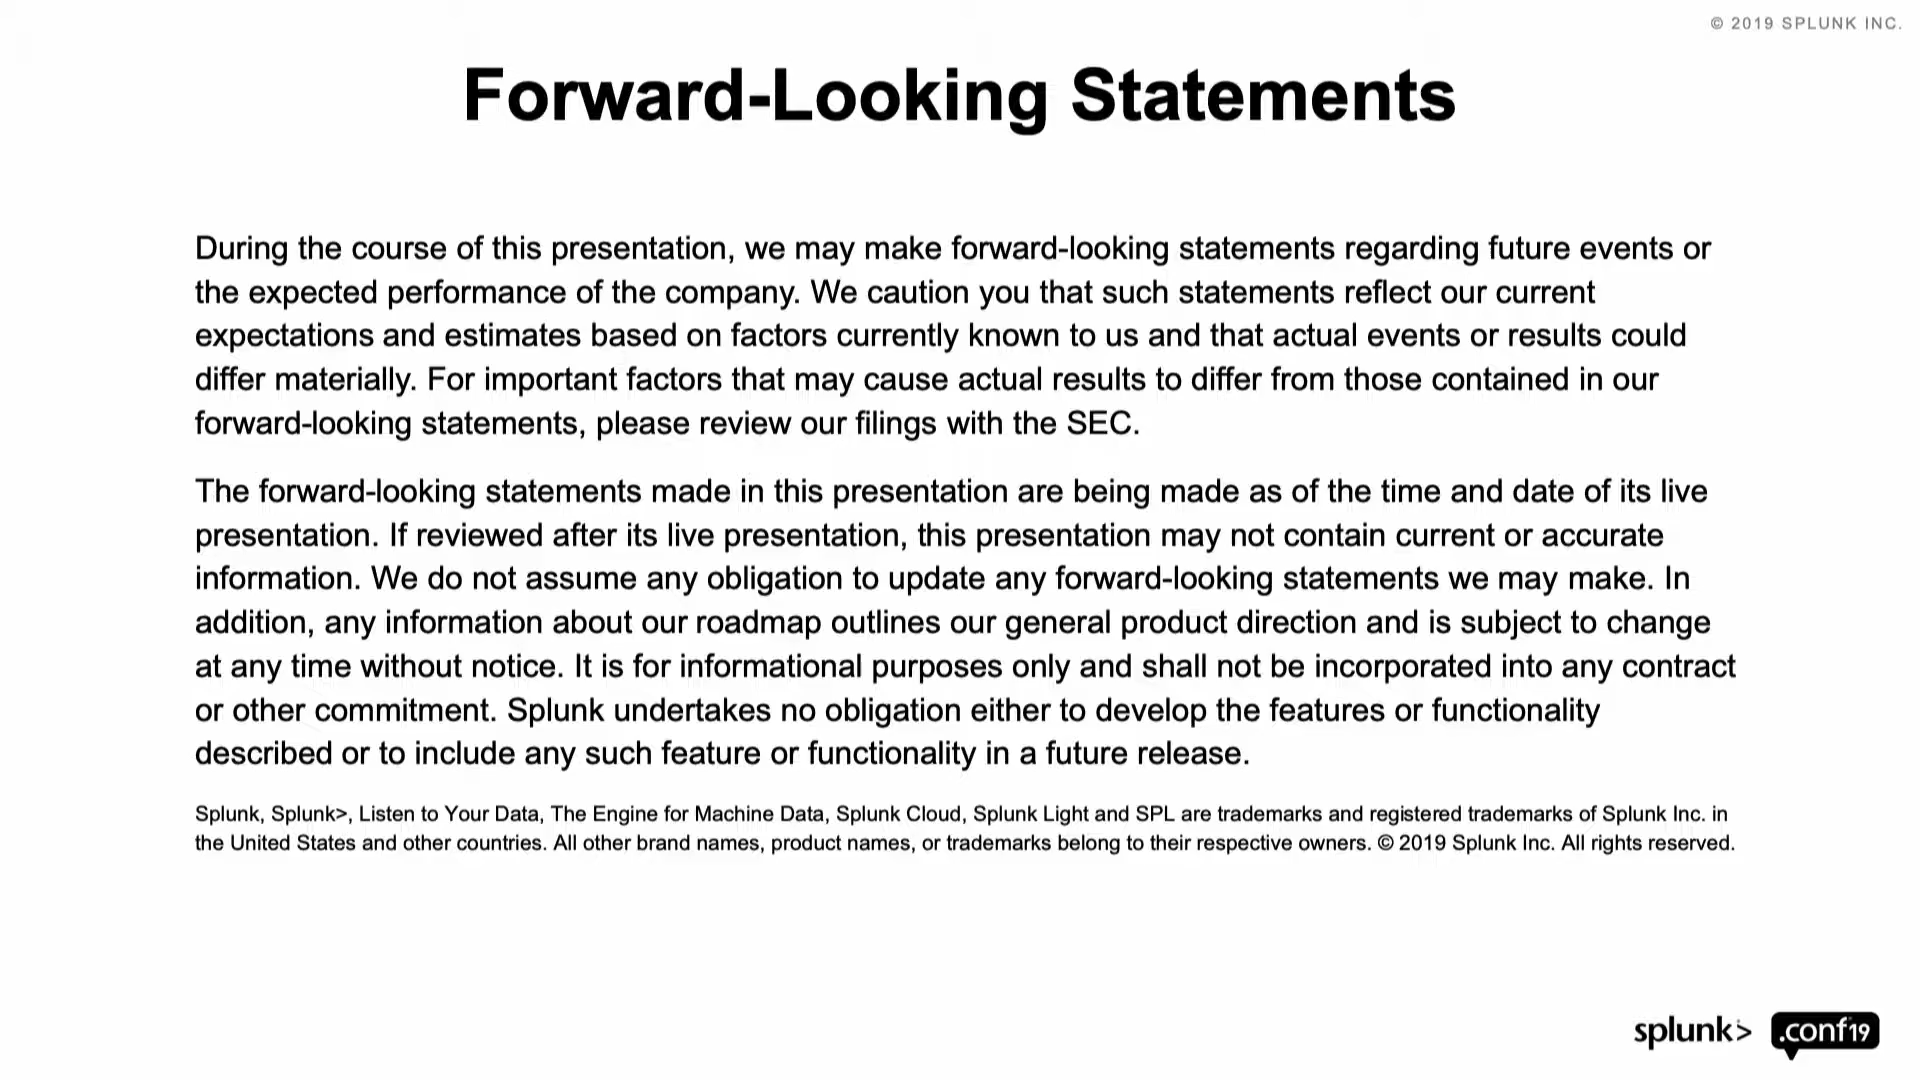 © 2019 SPLUNK INC.
Forward-Looking Statements
During the course of this presentation, we may make forward-looking statements regarding future events or
the expected performance of the company. We caution you that such statements reflect our current
expectations and estimates based on factors currently known to us and that actual events or results could
differ materially. For important factors that may cause actual results to differ from those contained in our
forward-looking statements, please review our filings with the SEC.
The forward-looking statements made in this presentation are being made as of the time and date of its live
presentation. If reviewed after its live presentation, this presentation may not contain current or accurate
information. We do not assume any obligation to update any forward-looking statements we may make. In
addition, any information about our roadmap outlines our general product direction and is subject to change
at any time without notice. It is for informational purposes only and shall not be incorporated into any contract
or other commitment. Splunk undertakes no obligation either to develop the features or functionality
described or to include any such feature or functionality in a future release.
Splunk, Splunk>, Listen to Your Data, The Engine for Machine Data, Splunk Cloud, Splunk Light and SPL are trademarks and registered trademarks of Splunk Inc. in
the United States and other countries. All other brand names, product names, or trademarks belong to their respective owners. © 2019 Splunk Inc. All rights reserved.
splunk> .conf19